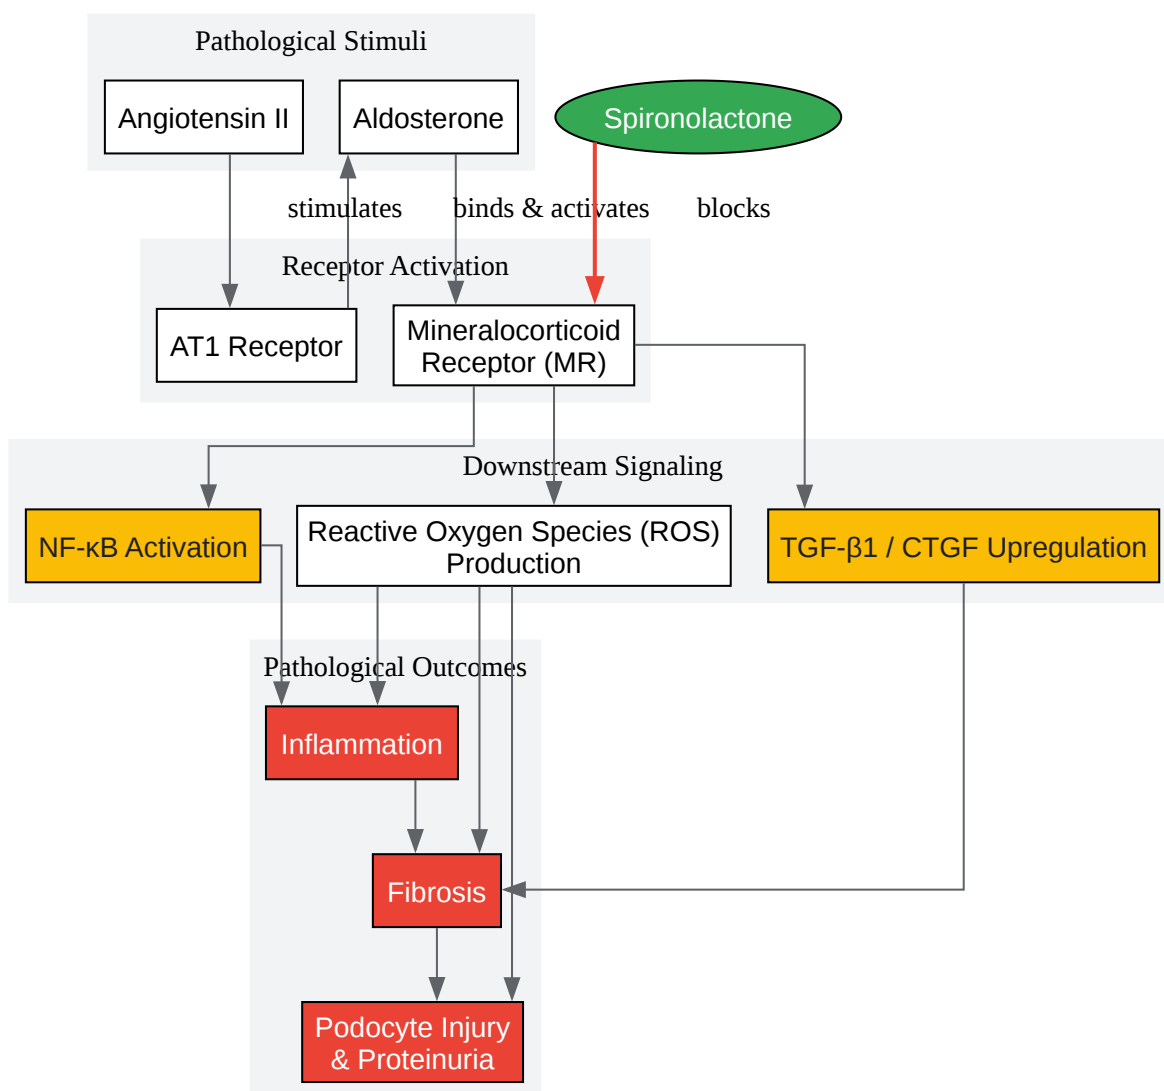 Pathological Stimuli
Angiotensin II
Aldosterone
Spironolactone
stimulates
binds & activates
blocks
Receptor Activation
AT1 Receptor
Mineralocorticoid
Receptor (MR)
Downstream Signaling
NF-κB Activation
Reactive Oxygen Species (ROS)
Production
TGF-β1 / CTGF Upregulation
Pathological Outcomes
Inflammation
Fibrosis
Podocyte Injury
& Proteinuria